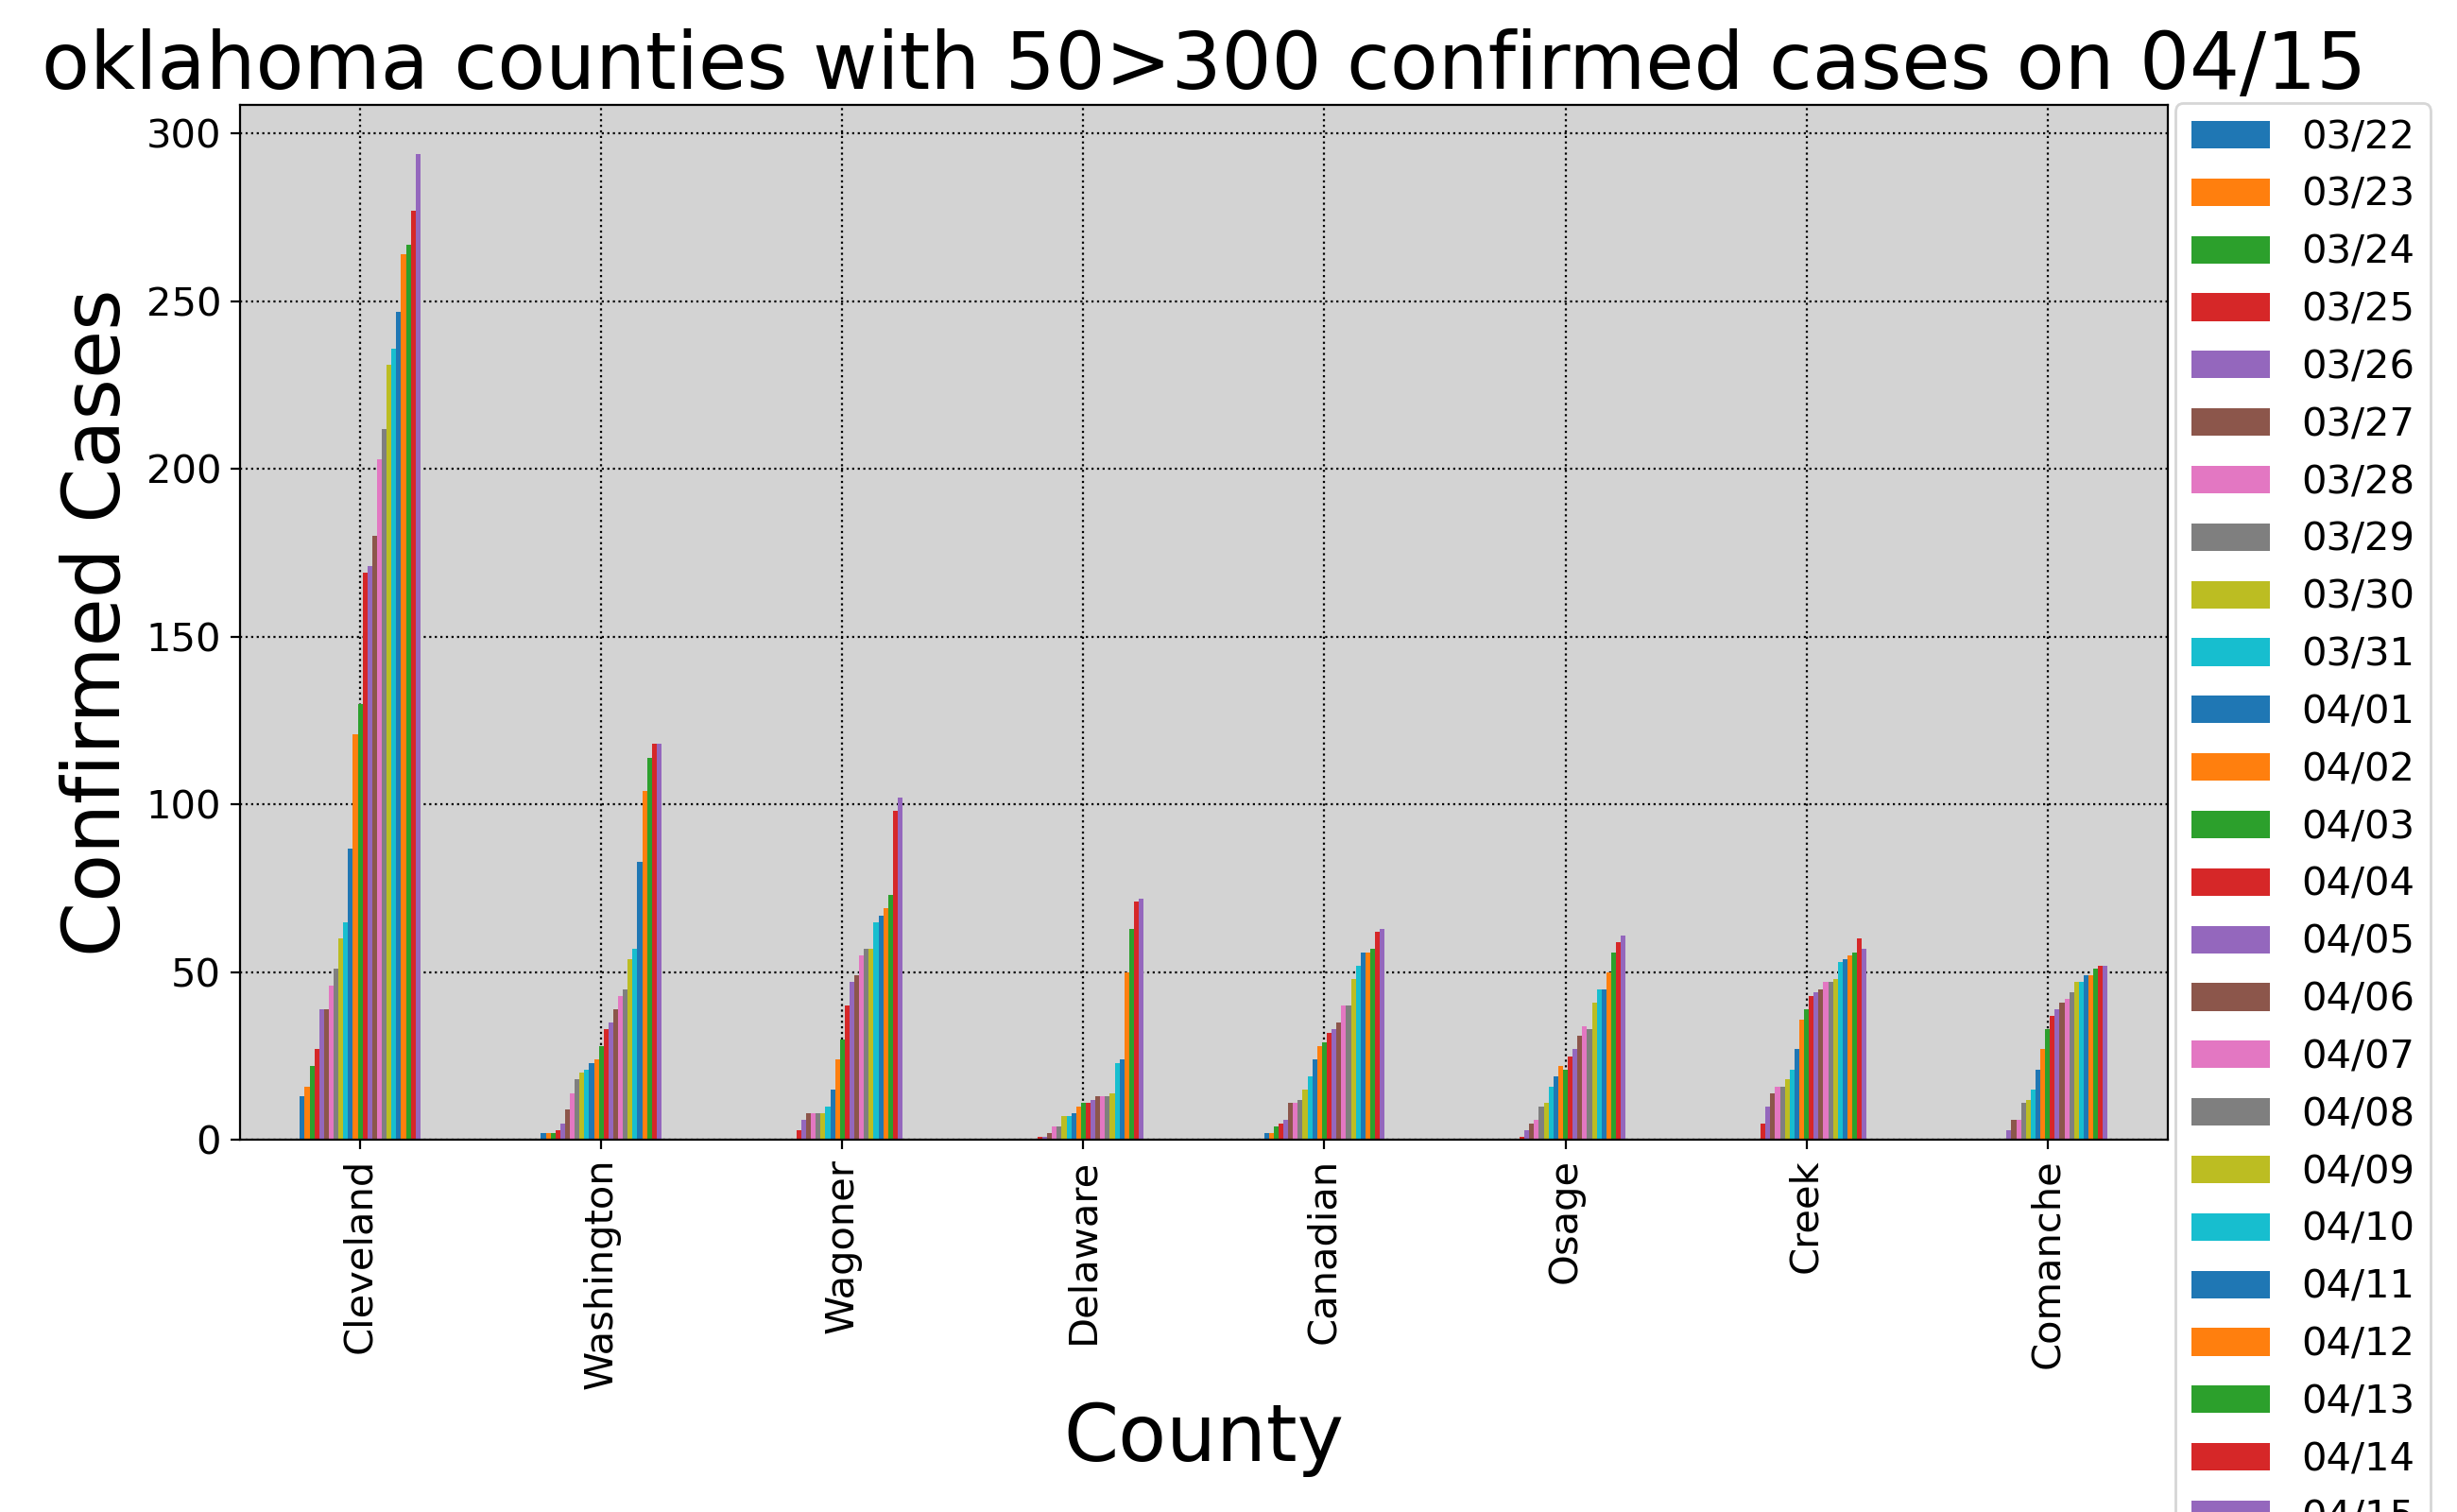 oklahoma counties with 50>300 confirmed cases on 04/15
Confirmed Cases
300
250
200
150
100
50
0
Cleveland
Washington
Wagoner
Delaware
Canadian
Osage
Creek
Comanche
County
03/22
03/23
03/24
03/25
03/26
03/27
03/28
03/29
03/30
03/31
04/01
04/02
04/03
04/04
04/05
04/06
04/07
04/08
04/09
04/10
04/11
04/12
04/13
04/14
04/15